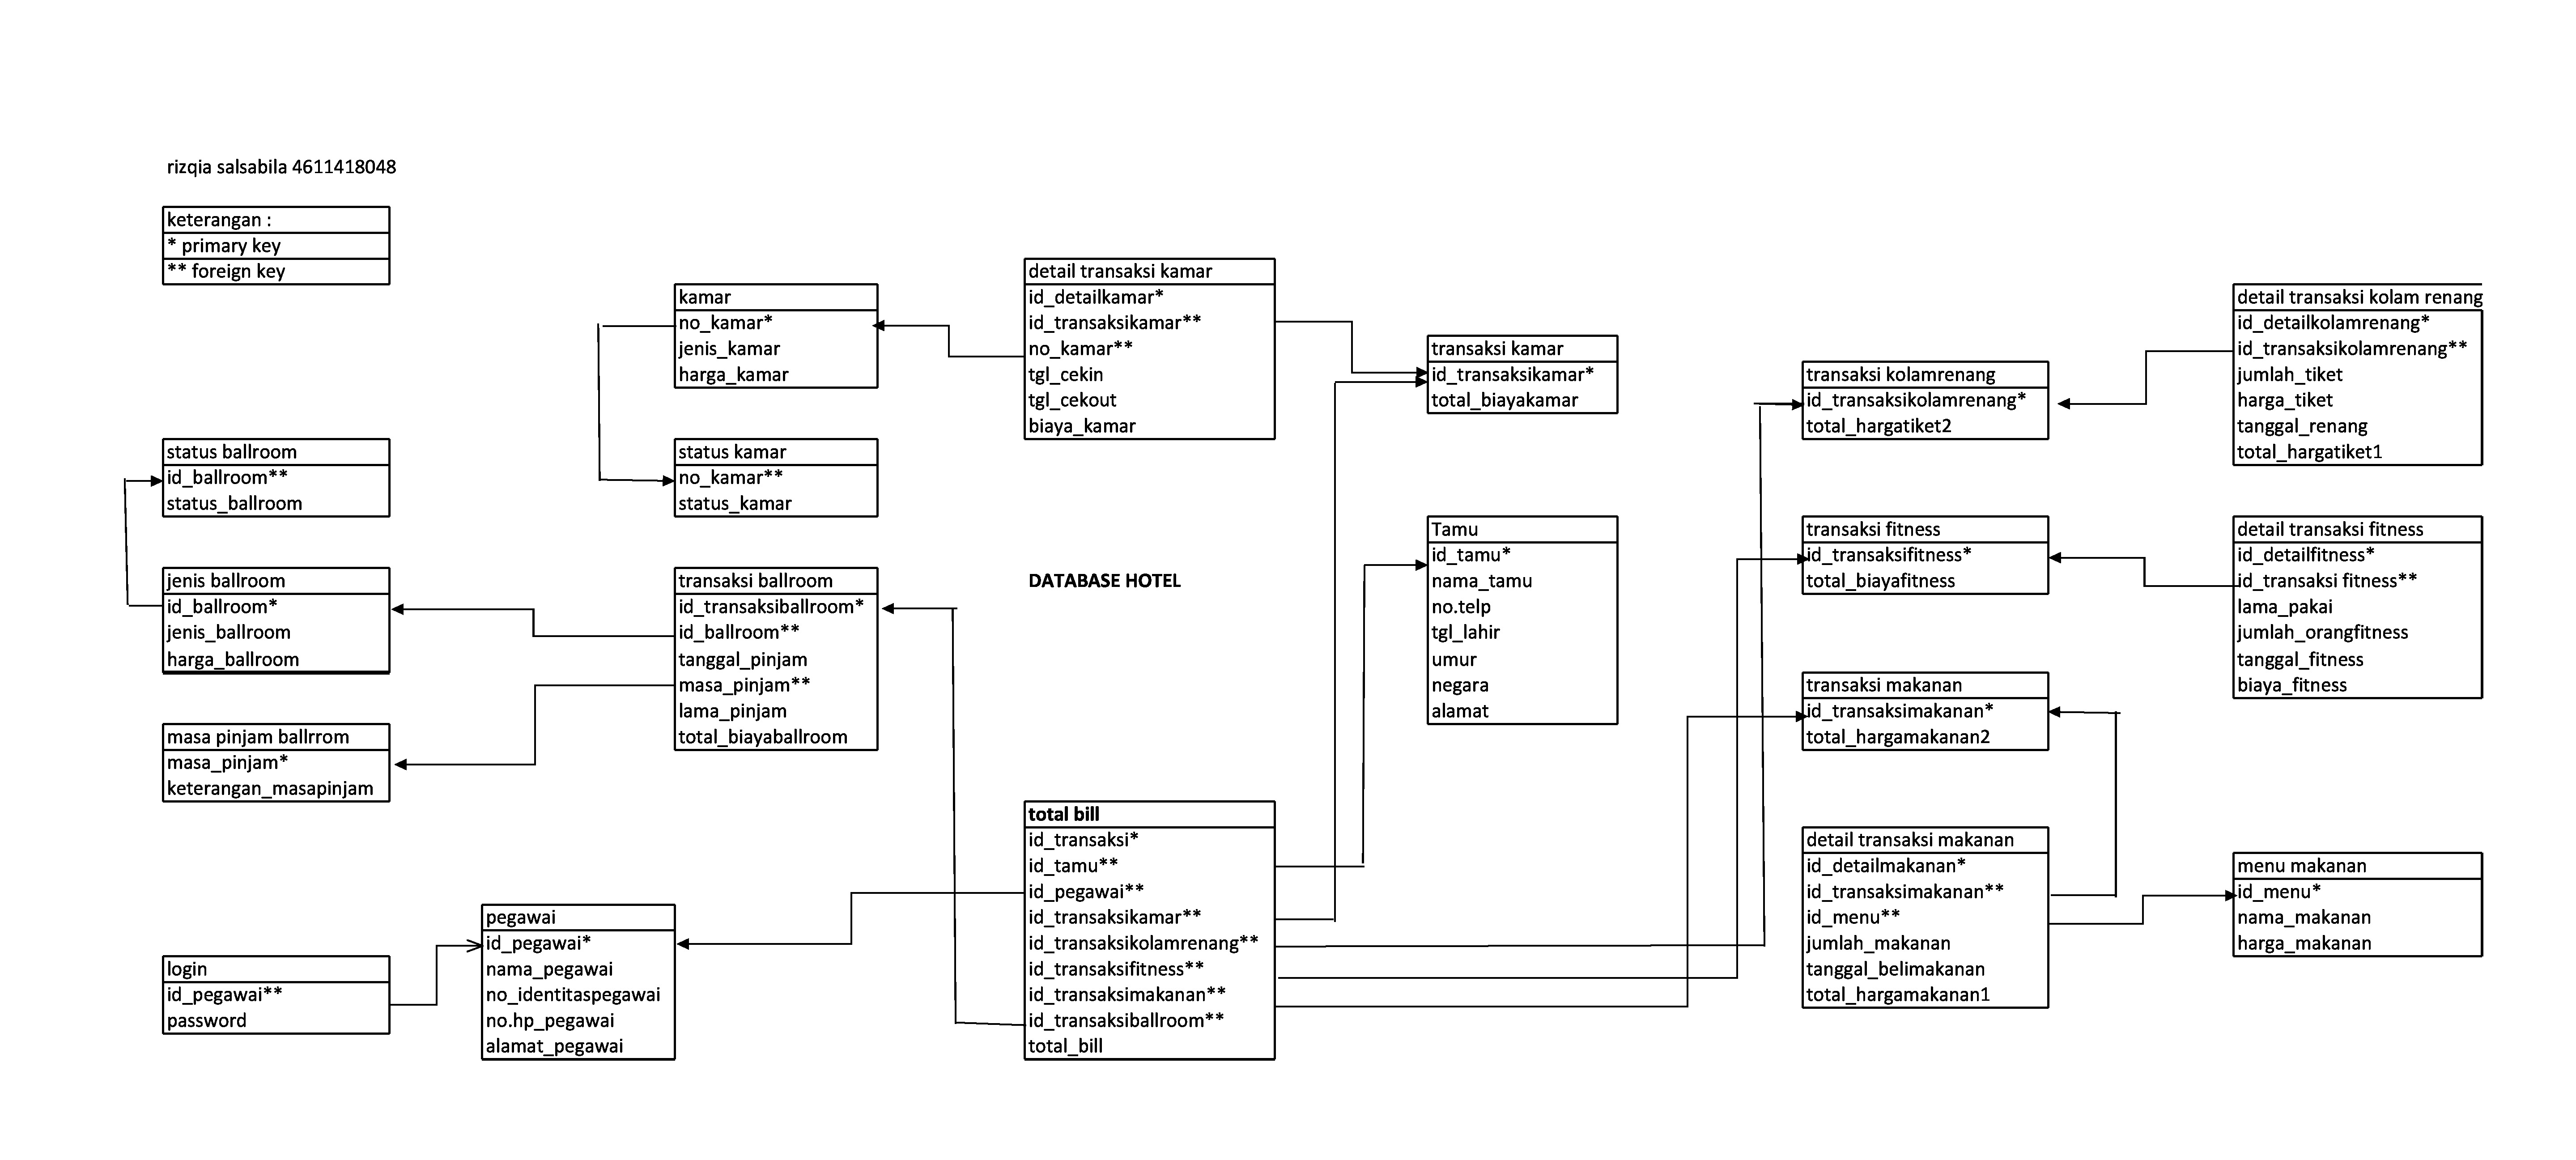 rizqia salsabila 4611418048
keterangan :
* primary key
** foreign key
status ballroom
id_ballroom**
status_ballroom
jenis ballroom
id_ballroom*
jenis_ballroom
harga_ballroom
masa pinjam ballrrom
masa_pinjam*
keterangan_masapinjam
login
id_pegawai**
password
pegawai
id_pegawai*
nama_pegawai
no_identitaspegawai
no.hp_pegawai
alamat_pegawai
kamar
no_kamar*
jenis_kamar
harga_kamar
status kamar
no_kamar**
status_kamar
transaksi ballroom
id_transaksiballroom*
id_ballroom**
tanggal_pinjam
masa_pinjam**
lama_pinjam
total_biayaballroom
detail transaksi kamar
id_detailkamar*
id_transaksikamar**
no_kamar**
tgl_cekin
tgl_cekout
biaya_kamar
DATABASE HOTEL
total bill
id_transaksi*
id_tamu**
id_pegawai**
id_transaksikamar**
id_transaksikolamrenang**
id_transaksifitness**
id_transaksimakanan**
id_transaksiballroom**
total_bill
transaksi kamar
id_transaksikamar*
total_biayakamar
Tamu
id_tamu*
nama_tamu
no.telp
tgl_lahir
umur
negara
alamat
transaksi kolamrenang
id_transaksikolamrenang*
total_hargatiket2
transaksi fitness
id_transaksifitness*
total_biayafitness
transaksi makanan
id_transaksimakanan*
total_hargamakanan2
detail transaksi makanan
id_detailmakanan*
id_transaksimakanan**
id_menu**
jumlah_makanan
tanggal_belimakanan
total_hargamakanan1
detail transaksi kolam renang
id_detailkolamrenang*
id_transaksikolamrenang**
jumlah_tiket
harga_tiket
tanggal_renang
total_hargatiket1
detail transaksi fitness
id_detailfitness*
id_transaksi fitness**
lama_pakai
jumlah_orangfitness
tanggal_fitness
biaya_fitness
menu makanan
id_menu*
nama_makanan
harga_makanan